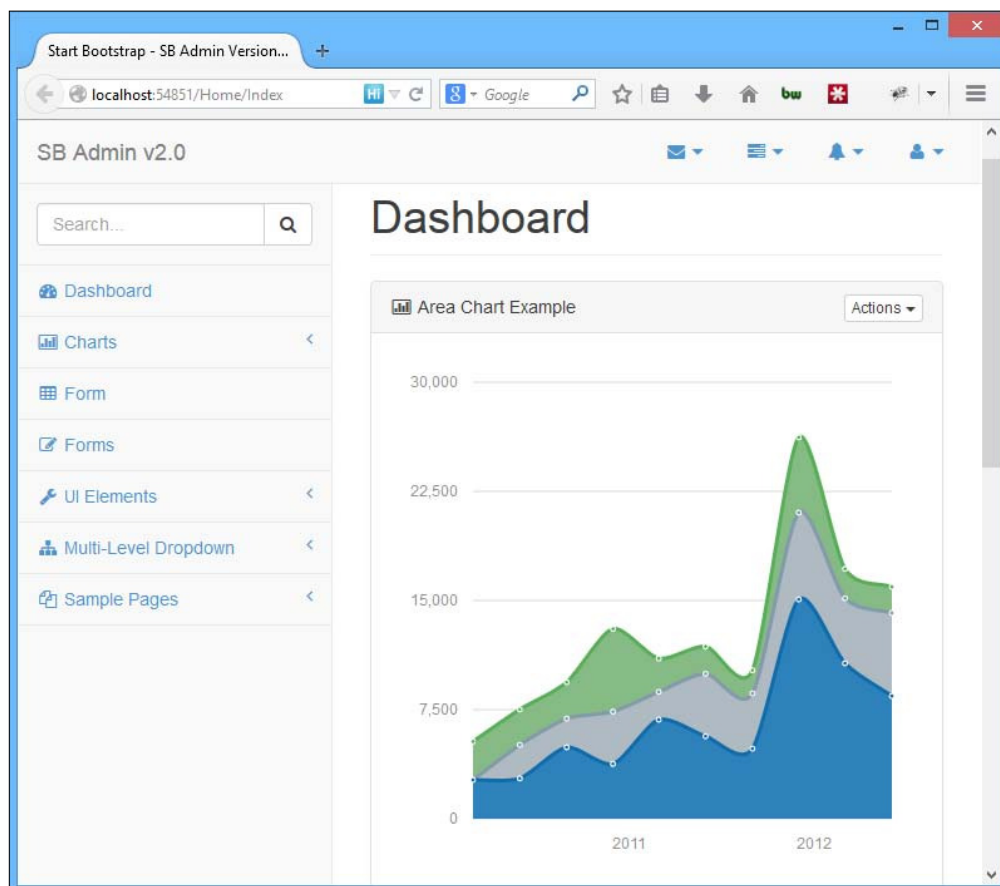 Start Bootstrap - SB Admin Version...
localhost:54851/Home/Index
Hi
8
Google
bw
SB Admin v2.0
Search...
Dashboard
Charts
Form
Forms
UI Elements
Multi-Level Dropdown
Sample Pages
Dashboard
Area Chart Example
Actions
30,000
22,500
15,000
7,500
0
2011
2012